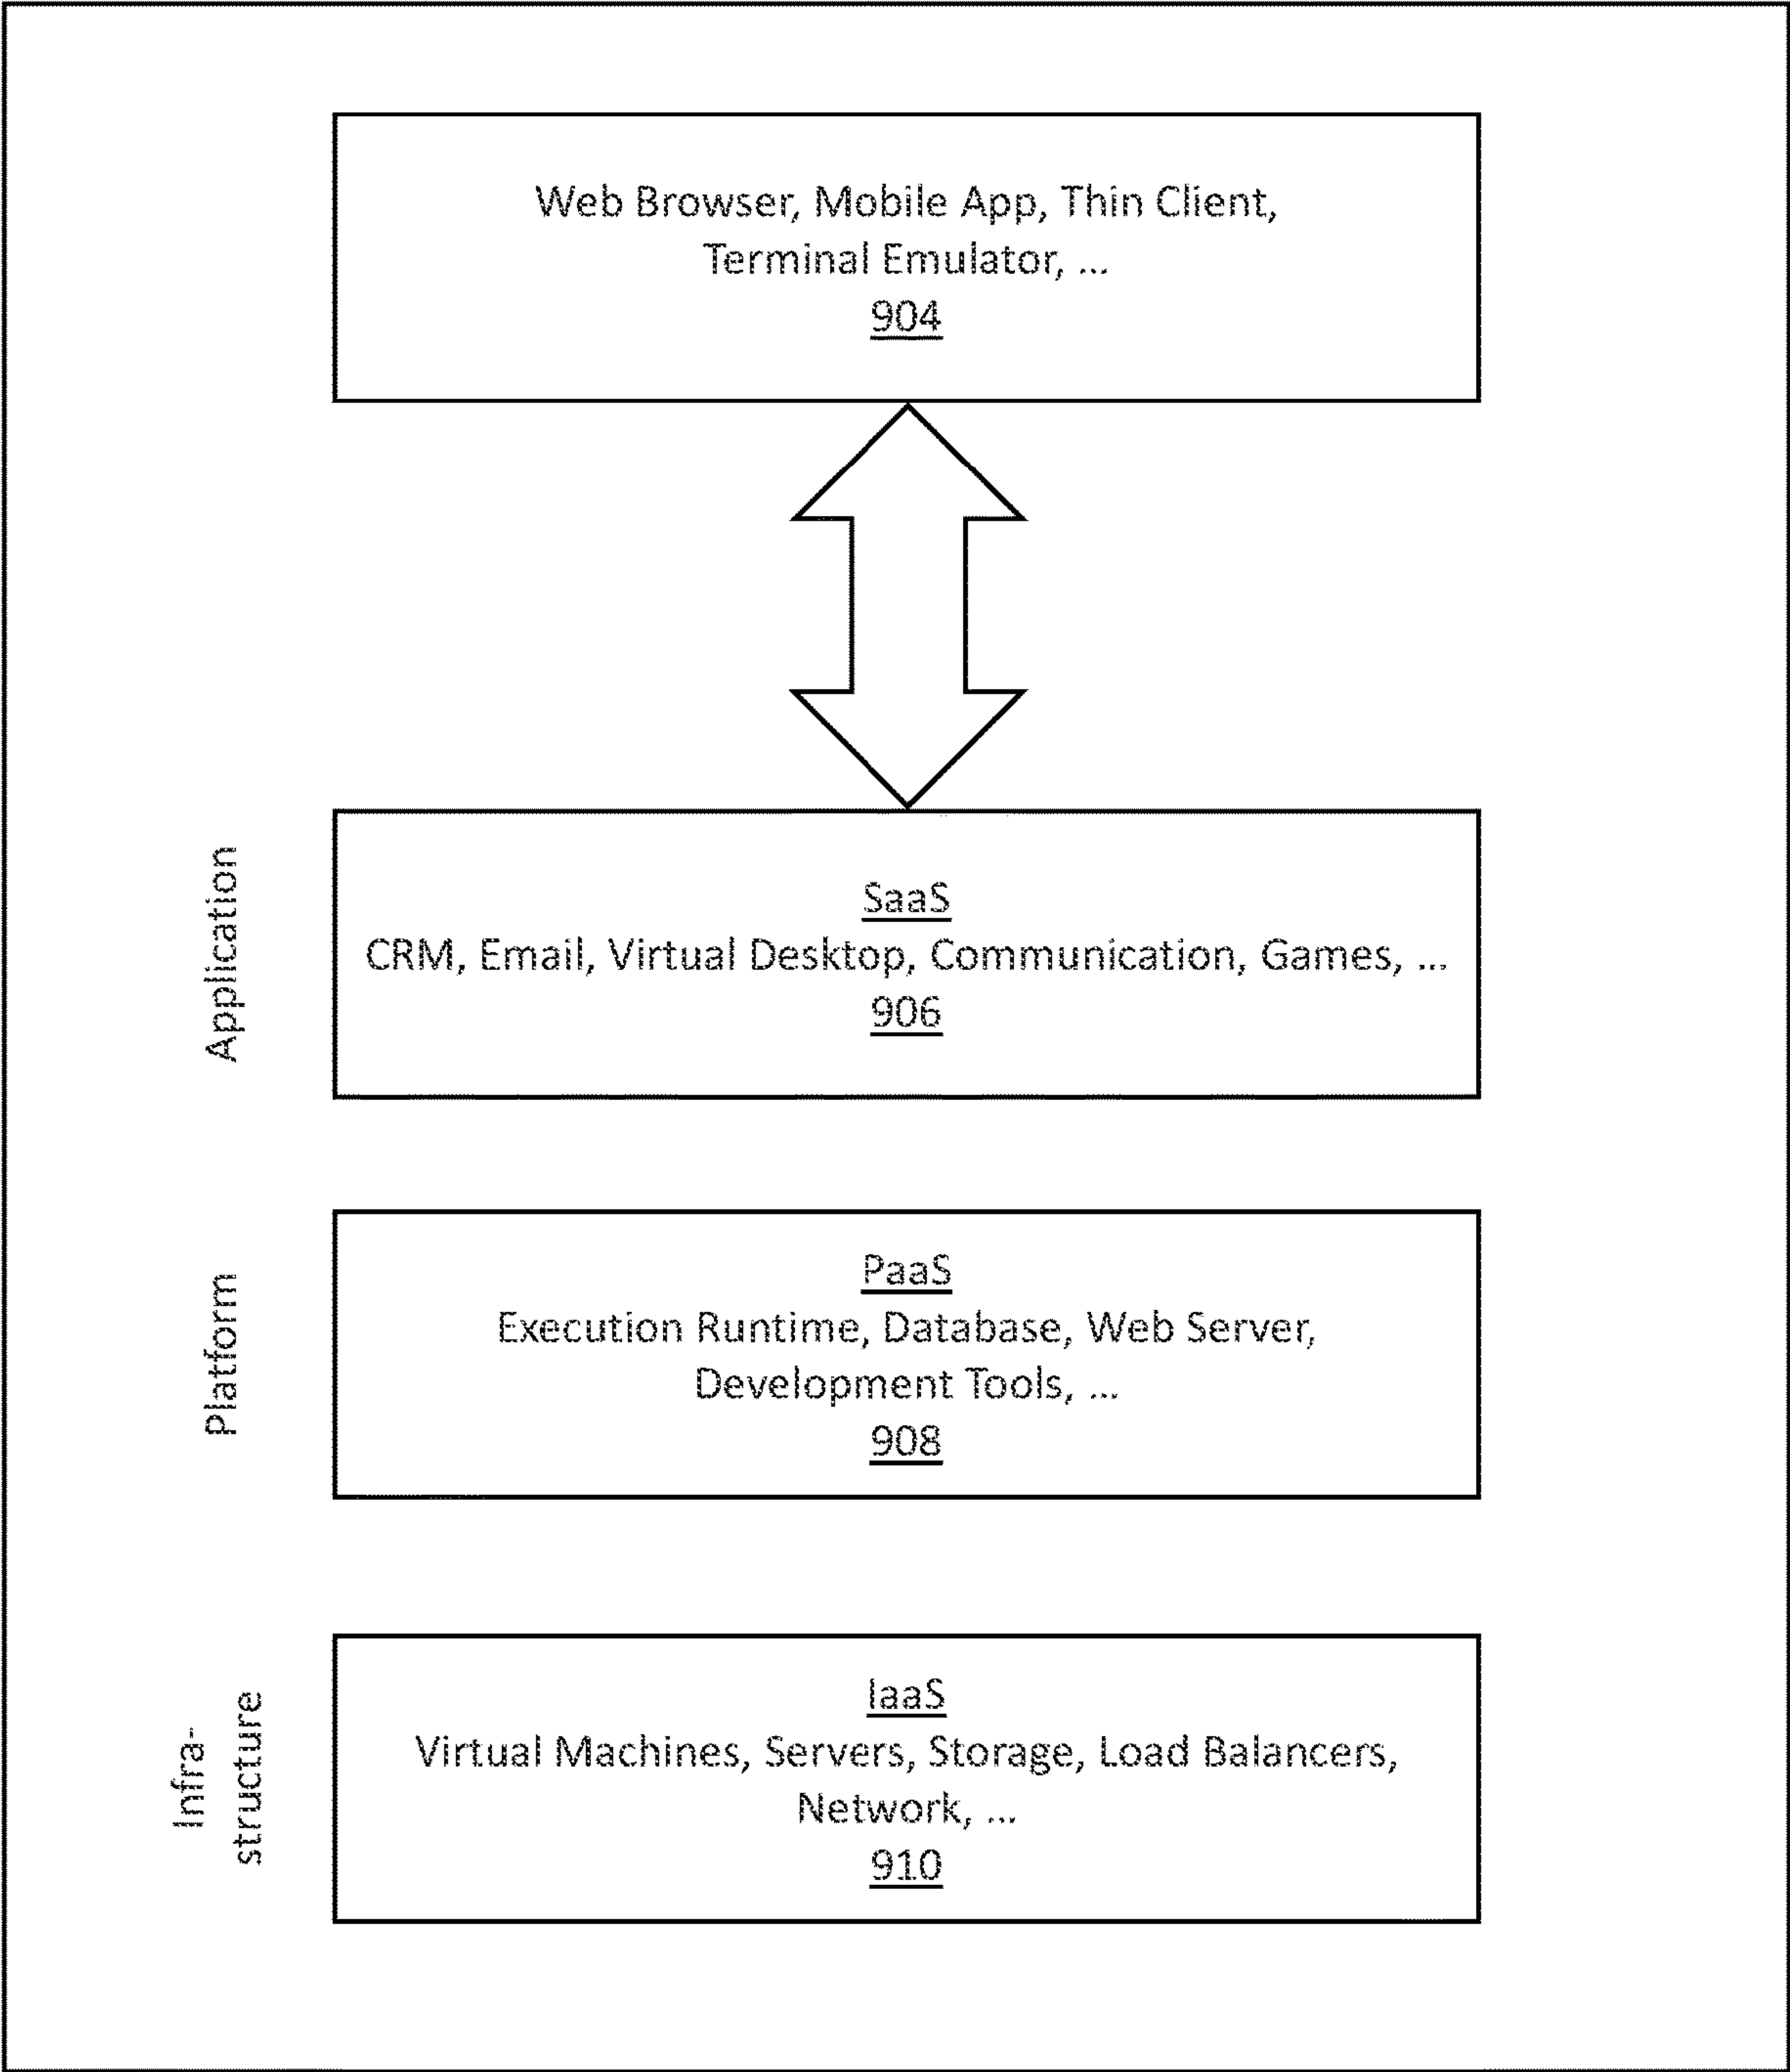 Web Browser, Mobile App, Thin Client,
Terminal Emulator, ...
904
Application
SaaS
CRM, Email, Virtual Desktop, Communication, Games, ...
906
Platform
PaaS
Execution Runtime, Database, Web Server,
Development Tools, ...
908
Infra-
structure
IaaS
Virtual Machines, Servers, Storage, Load Balancers,
Network, ...
910